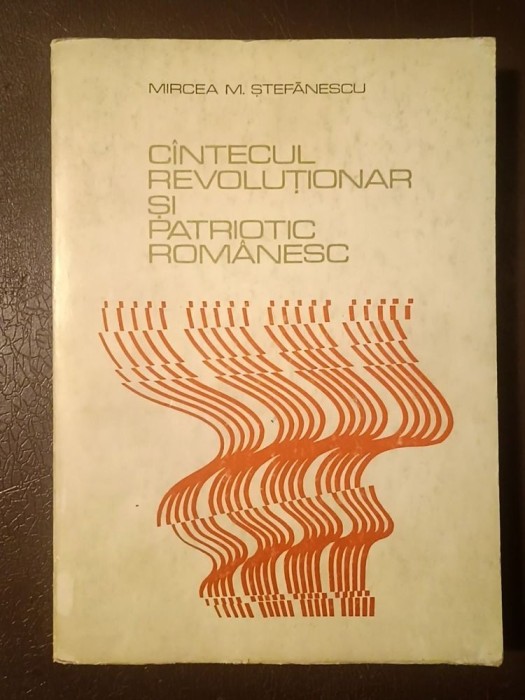 MIRCEA M. ŞTEFĂNESCU
CÎNTECUL
REVOLUŢIONAR
ŞI
PATRIOTIC
ROMÂNESC